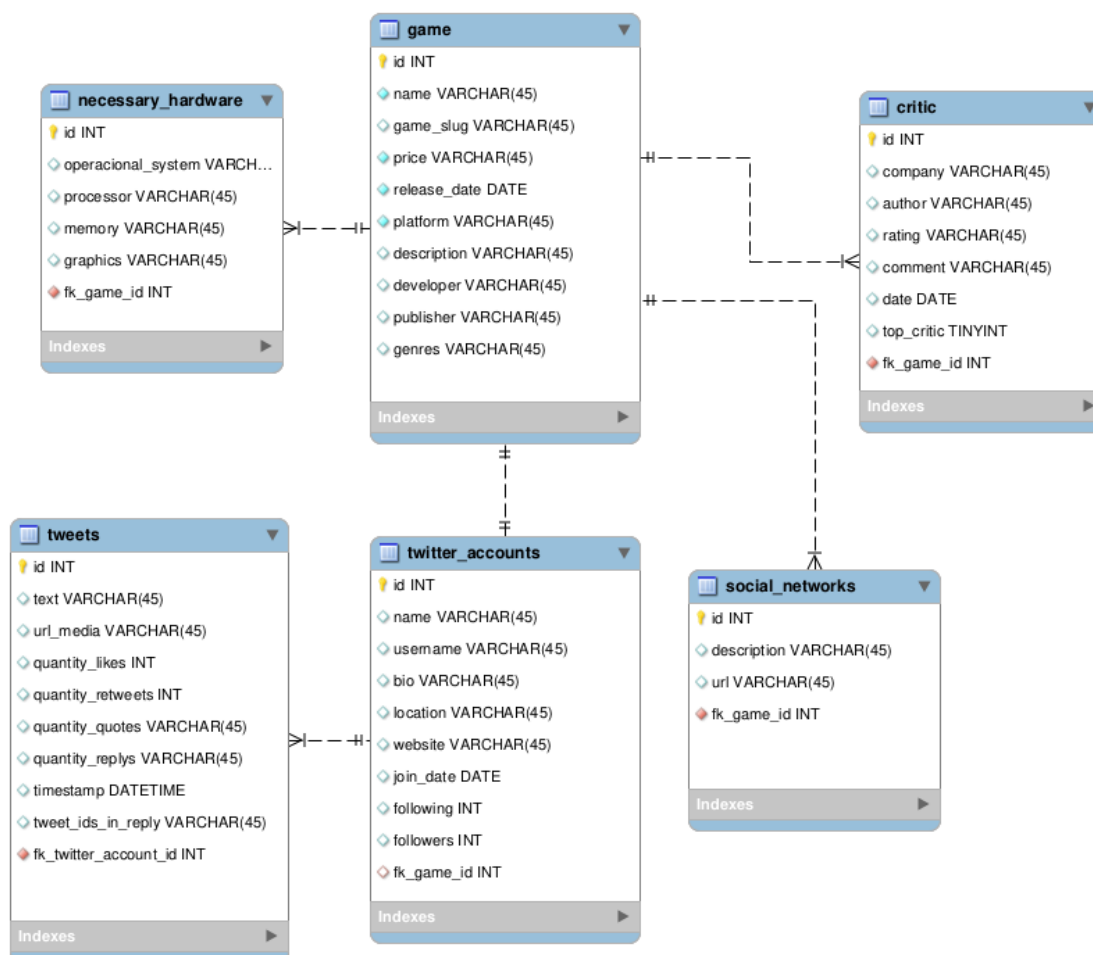 game
id INT
name VARCHAR(45)
game_slug VARCHAR(45)
price VARCHAR(45)
release_date DATE
platform VARCHAR(45)
description VARCHAR(45)
developer VARCHAR(45)
publisher VARCHAR(45)
genres VARCHAR(45)
Indexes
necessary_hardware
id INT
operacional_system VARCH...
processor VARCHAR(45)
memory VARCHAR(45)
graphics VARCHAR(45)
fk_game_id INT
Indexes
critic
id INT
company VARCHAR(45)
author VARCHAR(45)
rating VARCHAR(45)
comment VARCHAR(45)
date DATE
top_critic TINYINT
fk_game_id INT
Indexes
tweets
id INT
text VARCHAR(45)
url_media VARCHAR(45)
quantity_likes INT
quantity_retweets INT
quantity_quotes VARCHAR(45)
quantity_replys VARCHAR(45)
timestamp DATETIME
tweet_ids_in_reply VARCHAR(45)
fk_twitter_account_id INT
Indexes
twitter_accounts
id INT
name VARCHAR(45)
username VARCHAR(45)
bio VARCHAR(45)
location VARCHAR(45)
website VARCHAR(45)
join_date DATE
following INT
followers INT
fk_game_id INT
Indexes
social_networks
id INT
description VARCHAR(45)
url VARCHAR(45)
fk_game_id INT
Indexes